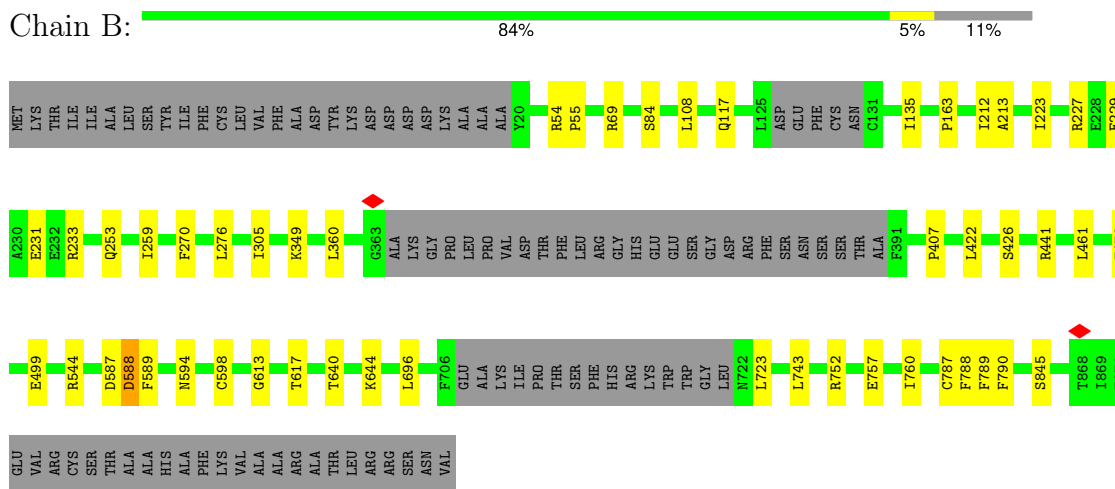 Chain B:
84% 5% 11%
MET LYS THR ILE ILE ALA LEU SER TYR ILE PHE CYS LEU VAL PHE ALA ASP TYR LYS ASP ASP ASP ASP LYS ALA ALA ALA Y20 R54 P55 R69 S84 L108 Q117 L125 ASP GLU PHE CYS ASN C131 I135 P163 I212 A213 I223 R227 E228 E229
A230 E231 E232 R233 Q253 I259 F270 L276 I305 K349 L360 G363 ALA LYS GLY PRO LEU PRO VAL ASP THR PHE LEU ARG GLY HIS GLU GLU SER GLY ASP ARG PHE SER ASN SER SER THR ALA F391 P407 L422 S426 R441 L461
E499 R544 D587 D588 F589 N594 C598 G613 T617 T640 K644 L696 F706 GLU ALA LYS ILE PRO THR SER PHE HIS ARG LYS TRP TRP GLY LEU N722 L723 L743 R752 E757 I760 C787 F788 F789 F790 S845 T868 I869
GLU VAL ARG CYS SER THR ALA ALA HIS ALA PHE LYS VAL ALA ALA ARG ALA THR LEU ARG ARG SER ASN VAL